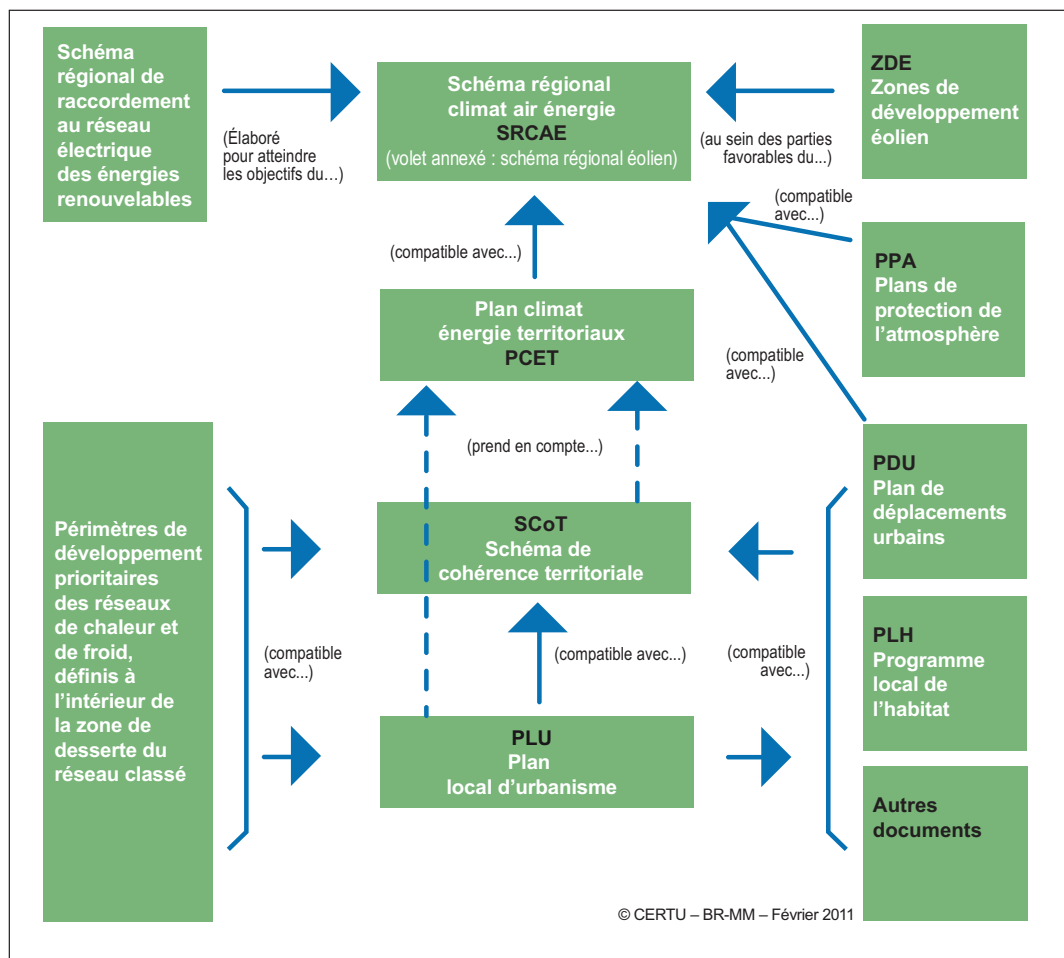 Schéma
régional de
raccordement
au réseau
électrique
des énergies
renouvelables
(Élaboré
pour atteindre
les objectifs du…)
Schéma régional
climat air énergie
SRCAE
(volet annexé : schéma régional éolien)
(au sein des parties
favorables du...)
ZDE
Zones de
développement
éolien
(compatible
avec...)
PPA
Plans de
protection de
l’atmosphère
(compatible avec...)
Plan climat
énergie territoriaux
PCET
(compatible
avec...)
(prend en compte...)
Périmètres de
développement
prioritaires
des réseaux
de chaleur et
de froid,
définis à
l’intérieur de
la zone de
desserte du
réseau classé
(compatible
avec...)
SCoT
Schéma de
cohérence territoriale
(compatible avec...)
PLU
Plan
local d’urbanisme
(compatible
avec...)
PDU
Plan de
déplacements
urbains
PLH
Programme
local de
l’habitat
Autres
documents
© CERTU – BR-MM – Février 2011